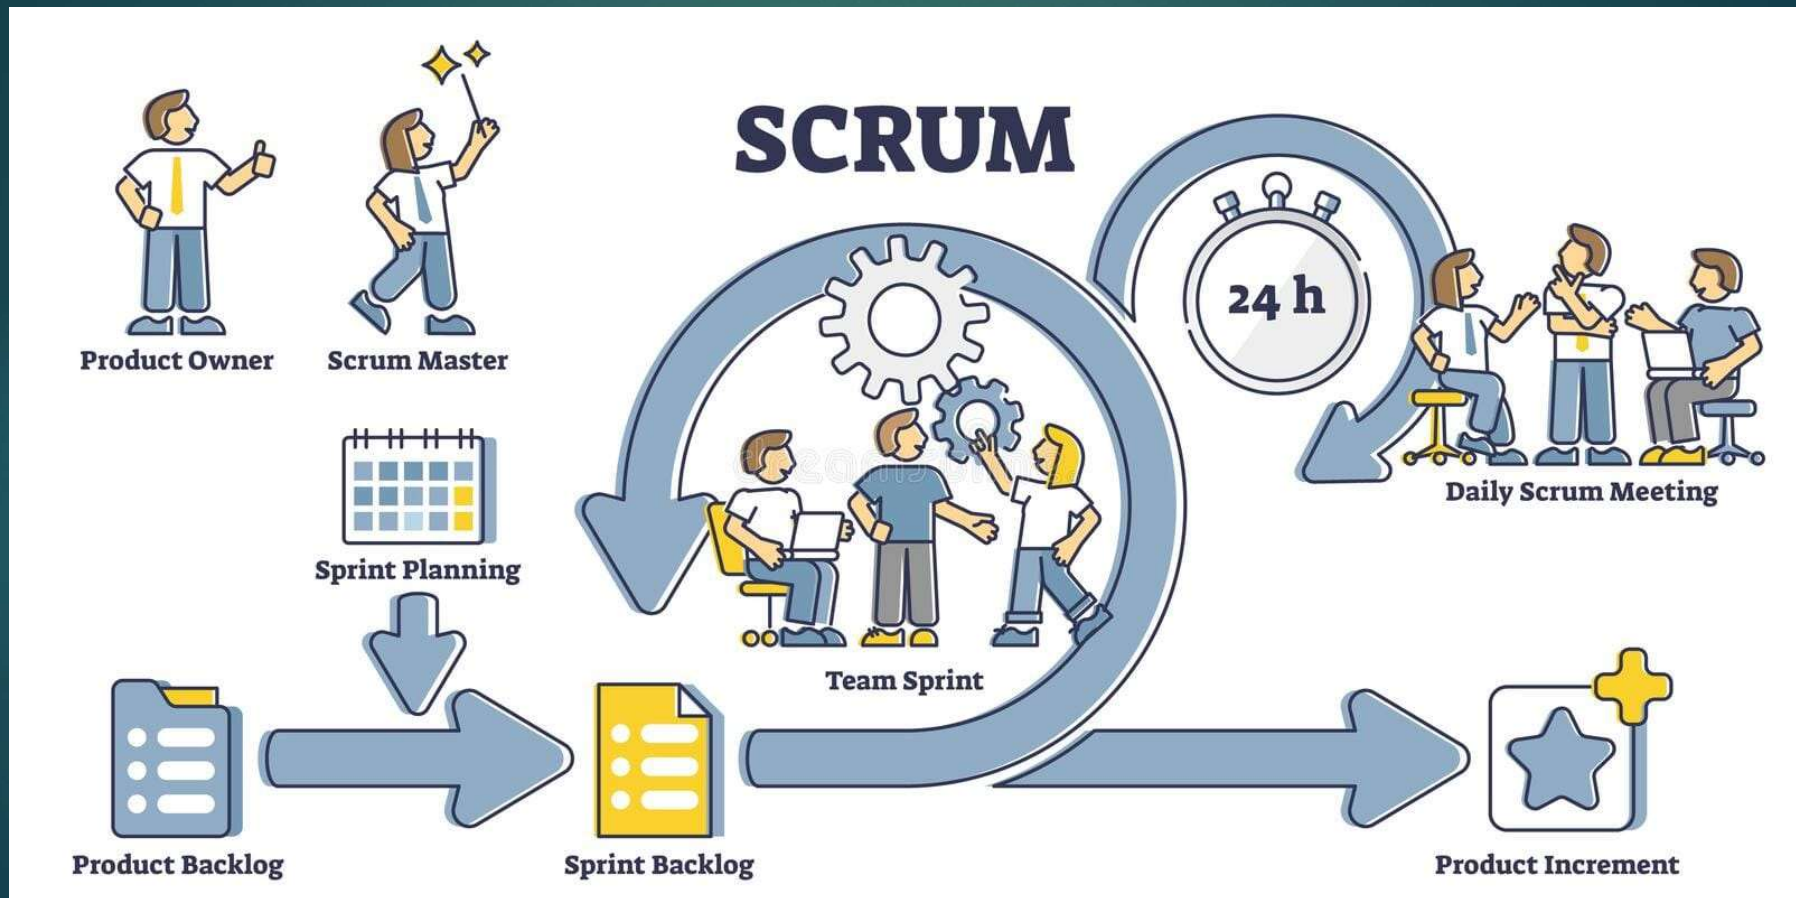 SCRUM
24 h
Product Owner
Scrum Master
Daily Scrum Meeting
Sprint Planning
Team Sprint
Product Backlog
Sprint Backlog
Product Increment